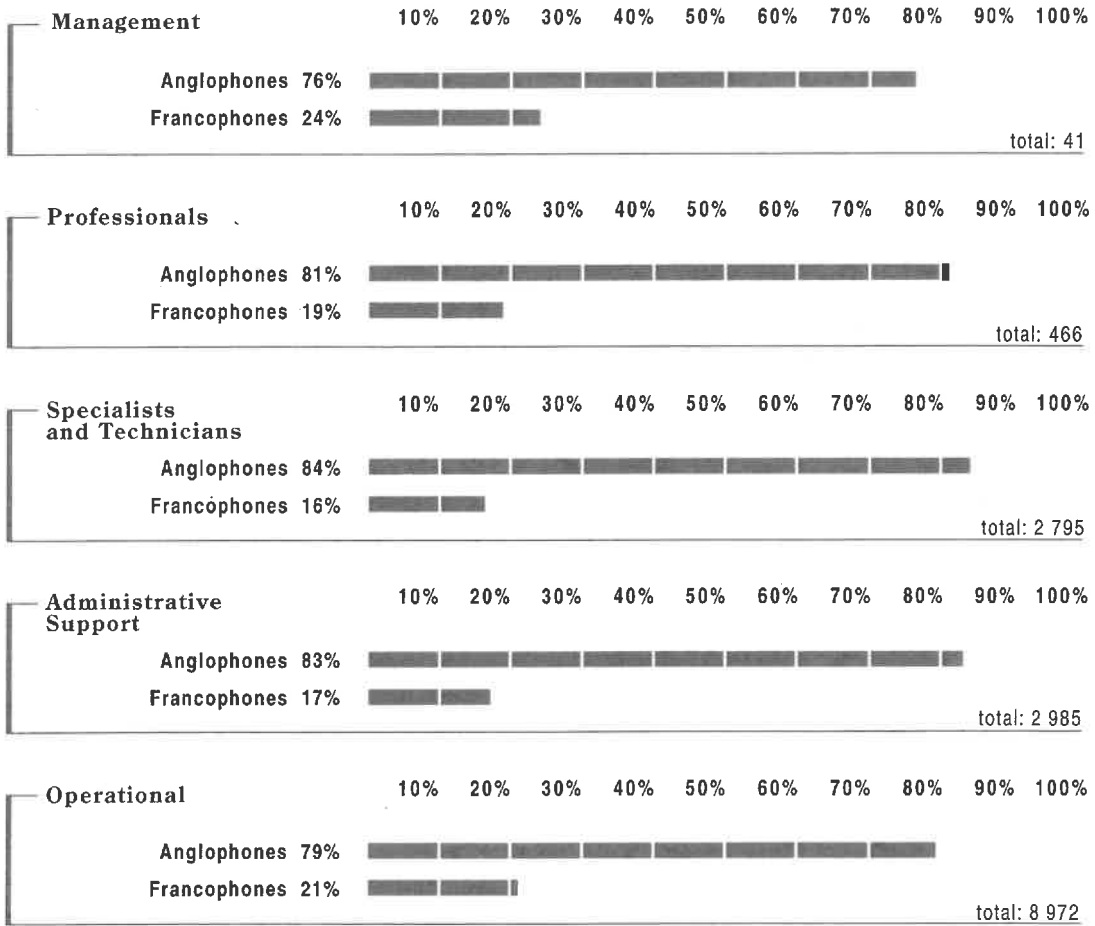 Management 10% 20% 30% 40% 50% 60% 70% 80% 90% 100%
Anglophones 76%
Francophones 24%
total: 41
Professionals 10% 20% 30% 40% 50% 60% 70% 80% 90% 100%
Anglophones 81%
Francophones 19%
total: 466
Specialists 10% 20% 30% 40% 50% 60% 70% 80% 90% 100%
and Technicians
Anglophones 84%
Francophones 16%
total: 2 795
Administrative 10% 20% 30% 40% 50% 60% 70% 80% 90% 100%
Support
Anglophones 83%
Francophones 17%
total: 2 985
Operational 10% 20% 30% 40% 50% 60% 70% 80% 90% 100%
Anglophones 79%
Francophones 21%
total: 8 972